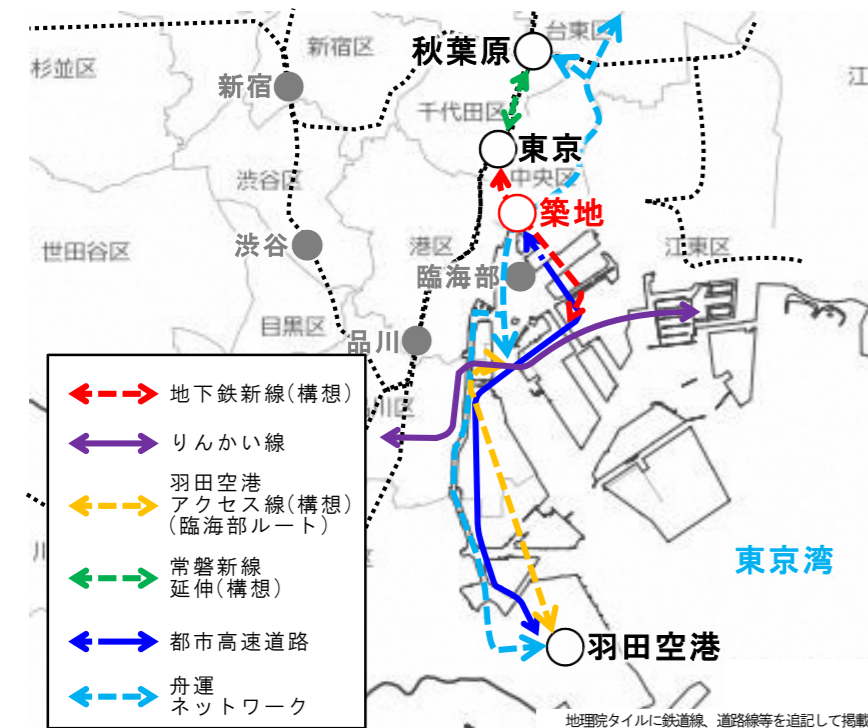 台東区
秋葉原
新宿区
杉並区
新宿
千代田区
江
東京
中央区
渋谷区
築地
世田谷区
渋谷
港区
江東区
臨海部
目黒区
品川
川区
地下鉄新線(構想)
りんかい線
羽田空港
アクセス線(構想)
(臨海部ルート)
常磐新線
延伸(構想)
都市高速道路
舟運
ネットワーク
東京湾
羽田空港
地理院タイルに鉄道線、道路線等を追記して掲載